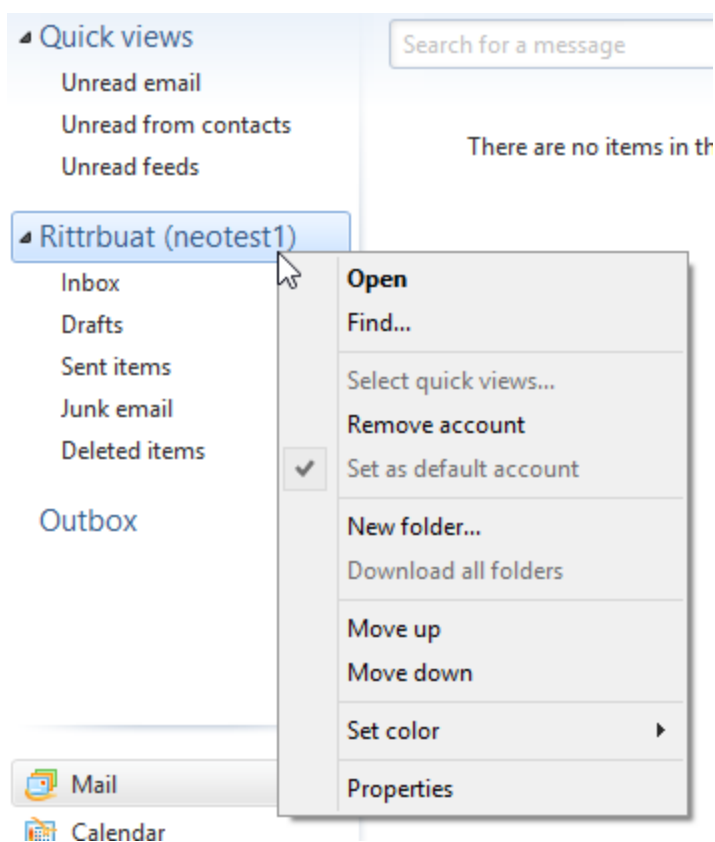 Quick views
Unread email
Unread from contacts
Unread feeds
Rittrbuat (neotest1)
Inbox
Drafts
Sent items
Junk email
Deleted items
Outbox
Mail
Calendar
Search for a message
There are no items in th
Open
Find...
Select quick views...
Remove account
Set as default account
New folder...
Download all folders
Move up
Move down
Set color
Properties